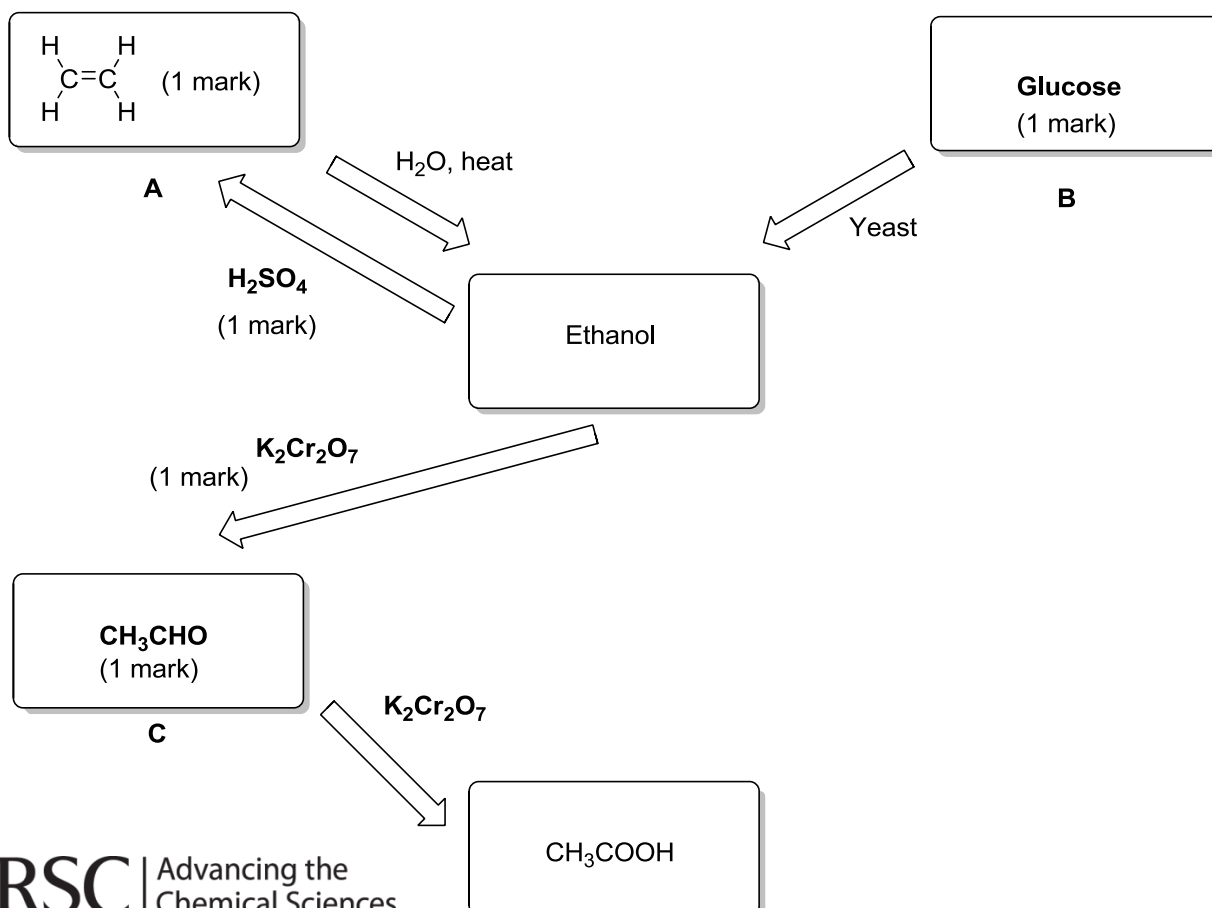 H H
C=C (1 mark)
H H
A
Glucose
(1 mark)
B
H₂O, heat
Yeast
H₂SO₄
(1 mark)
Ethanol
K₂Cr₂O₇
(1 mark)
CH₃CHO
(1 mark)
C
K₂Cr₂O₇
CH₃COOH
RSC
Advancing the
Chemical Sciences